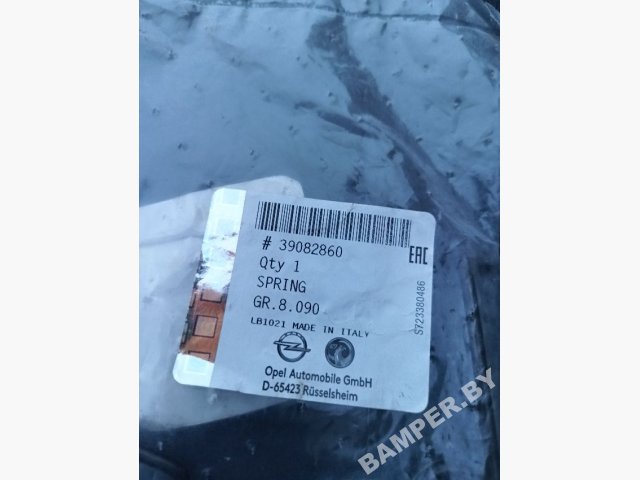 # 39082860
EAC
Qty 1
SPRING
GR.8.090
LB1021 MADE IN ITALY
Opel Automobile GmbH
D-65423 Rüsselsheim
S723380486
BAMPER.BY